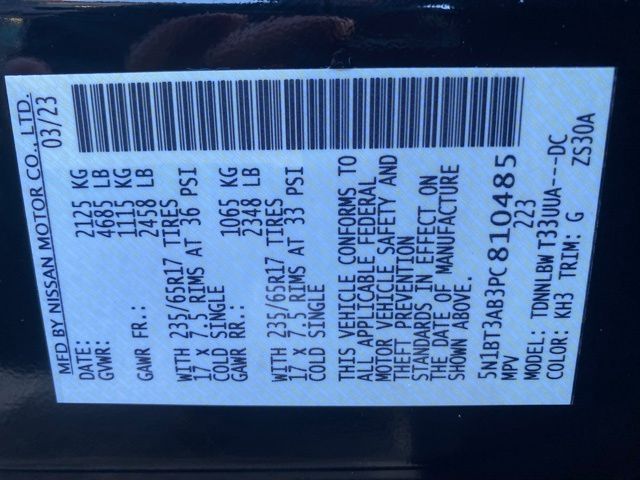 MFD BY NISSAN MOTOR CO., LTD.
DATE: 03/23
GVWR: 2125 KG
4685 LB
GAWR FR.: 1115 KG
2458 LB
WITH 235/65R17 TIRES
17 x 7.5 RIMS AT 36 PSI
COLD SINGLE
GAWR RR.: 1065 KG
2348 LB
WITH 235/65R17 TIRES
17 x 7.5 RIMS AT 33 PSI
COLD SINGLE
THIS VEHICLE CONFORMS TO
ALL APPLICABLE FEDERAL
MOTOR VEHICLE SAFETY AND
THEFT PREVENTION
STANDARDS IN EFFECT ON
THE DATE OF MANUFACTURE
SHOWN ABOVE.
5N1BT3AB3PC810485
MPV 223
MODEL: TDNNLBWT33UUA----DC
COLOR: KH3 TRIM: G ZS30A